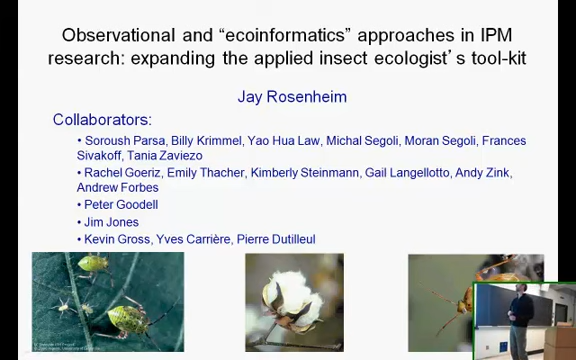 Observational and “ecoinformatics” approaches in IPM
research: expanding the applied insect ecologist’s tool-kit
Jay Rosenheim
Collaborators:
• Soroush Parsa, Billy Krimmel, Yao Hua Law, Michal Segoli, Moran Segoli, Frances
Sivakoff, Tania Zaviezo
• Rachel Goeriz, Emily Thacher, Kimberly Steinmann, Gail Langellotto, Andy Zink,
Andrew Forbes
• Peter Goodell
• Jim Jones
• Kevin Gross, Yves Carrière, Pierre Dutilleul